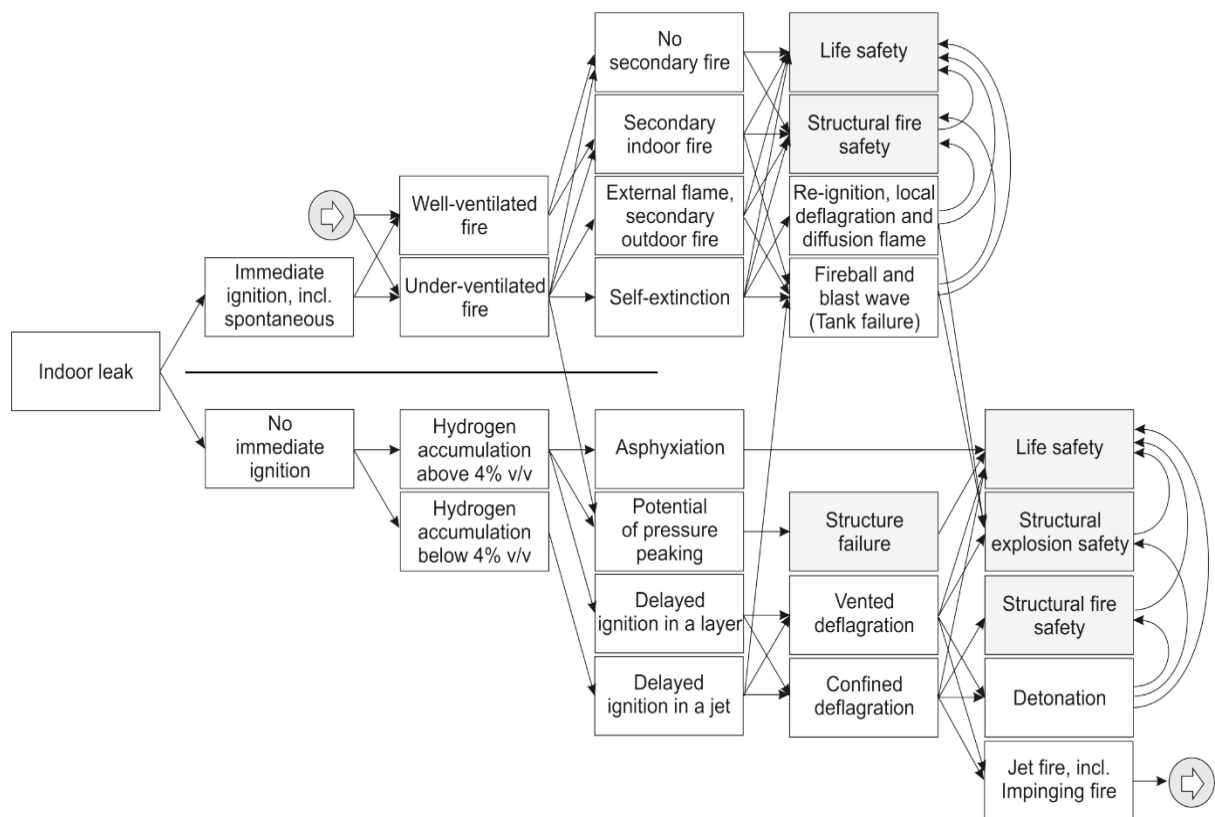 No
secondary fire
Life safety
Secondary
indoor fire
Structural fire
safety
Well-ventilated
fire
External flame,
secondary
outdoor fire
Re-ignition, local
deflagration and
diffusion flame
Immediate
ignition, incl.
spontaneous
Under-ventilated
fire
Self-extinction
Fireball and
blast wave
(Tank failure)
Indoor leak
No
immediate
ignition
Hydrogen
accumulation
above 4% v/v
Asphyxiation
Life safety
Hydrogen
accumulation
below 4% v/v
Potential
of pressure
peaking
Structure
failure
Structural
explosion safety
Delayed
ignition in a layer
Vented
deflagration
Structural fire
safety
Delayed
ignition in a jet
Confined
deflagration
Detonation
Jet fire, incl.
Impinging fire